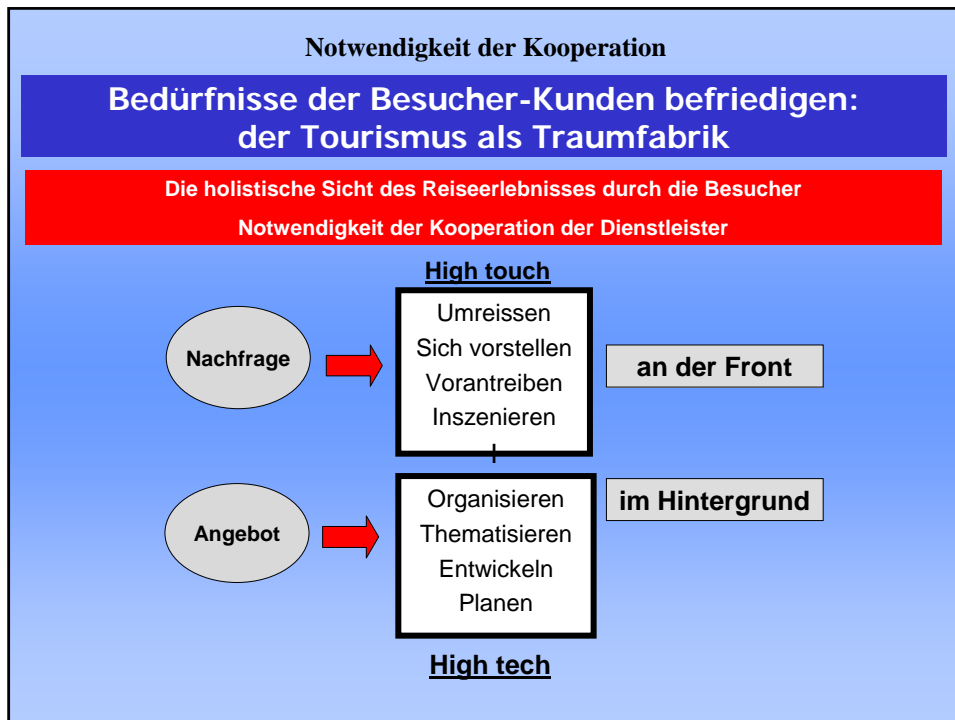 Notwendigkeit der Kooperation
Bedürfnisse der Besucher-Kunden befriedigen:
der Tourismus als Traumfabrik
Die holistische Sicht des Reiseerlebnisses durch die Besucher
Notwendigkeit der Kooperation der Dienstleister
High touch
Nachfrage
Umreissen
Sich vorstellen
Vorantreiben
Inszenieren
an der Front
+
Angebot
Organisieren
Thematisieren
Entwickeln
Planen
im Hintergrund
High tech